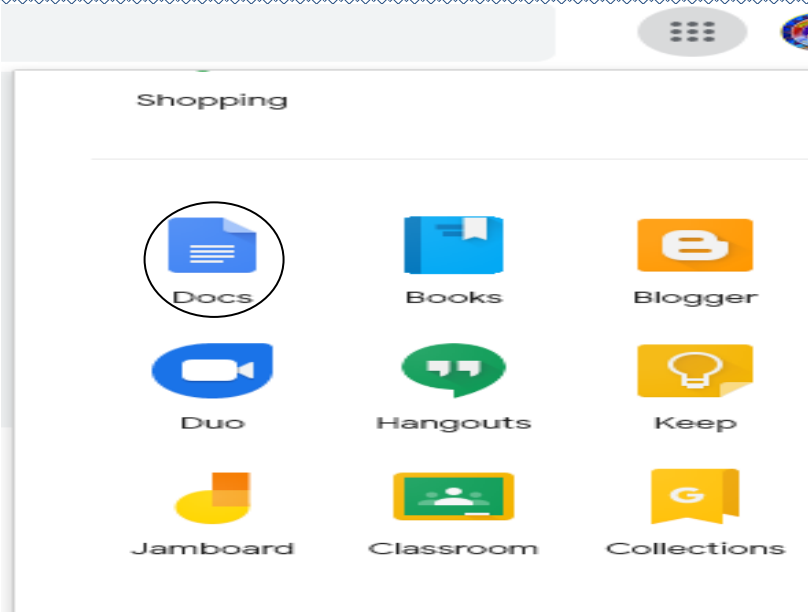 Shopping
Docs
Books
Blogger
Duo
Hangouts
Keep
G
Jamboard
Classroom
Collections